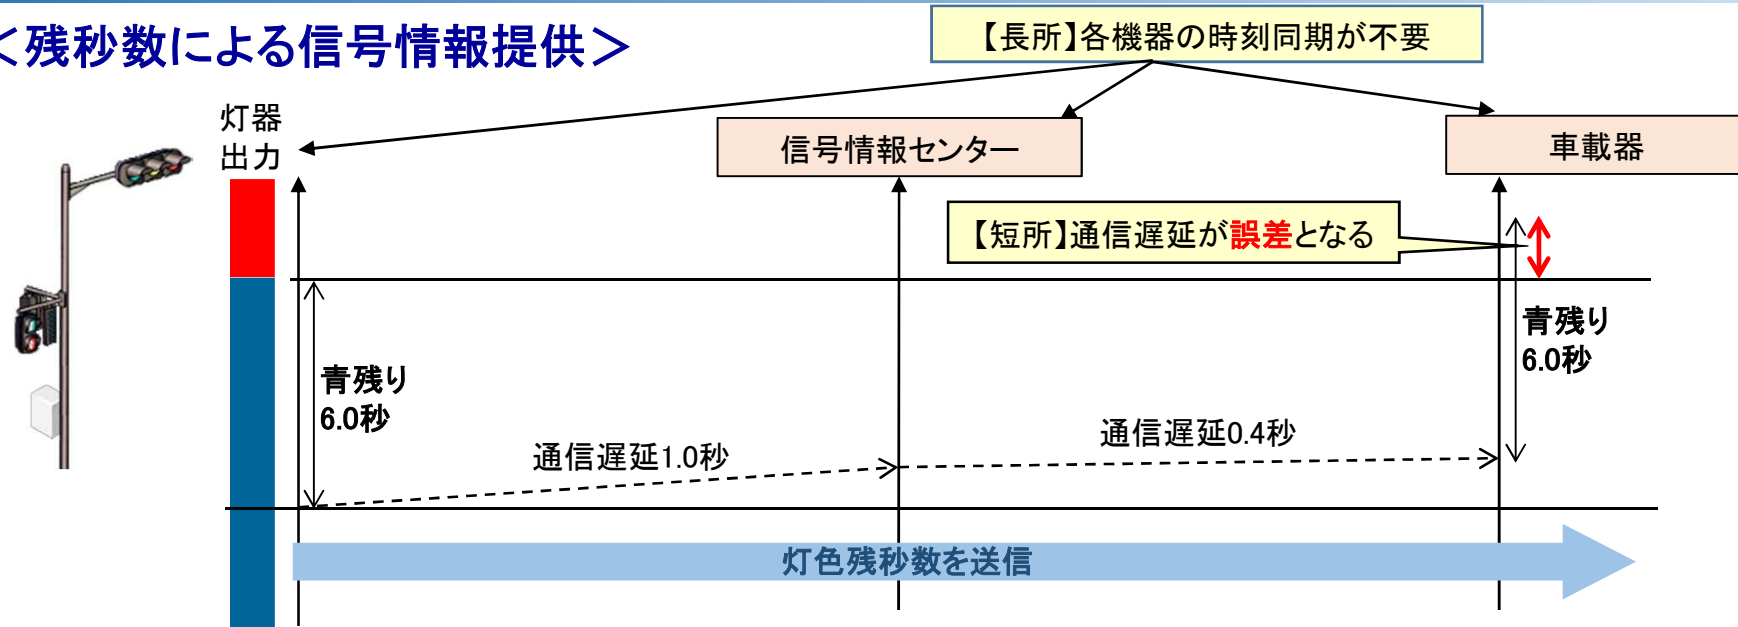 ＜残秒数による信号情報提供＞
【長所】各機器の時刻同期が不要
灯器
出力
信号情報センター
車載器
【短所】通信遅延が誤差となる
青残り
6.0秒
青残り
6.0秒
通信遅延1.0秒
通信遅延0.4秒
灯色残秒数を送信